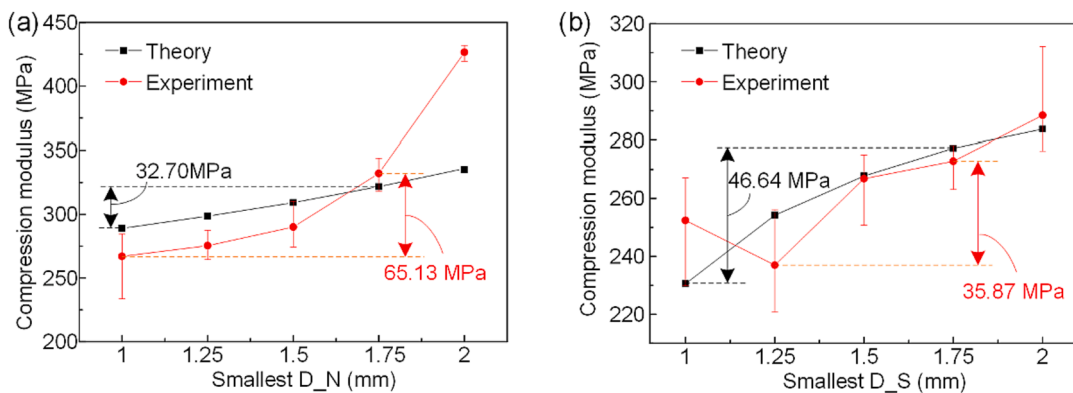 (a)
450
400
350
300
250
200
Compression modulus (MPa)
Theory
Experiment
32.70MPa
65.13 MPa
1 1.25 1.5 1.75 2
Smallest D_N (mm)
(b)
320
300
280
260
240
220
Compression modulus (MPa)
Theory
Experiment
46.64 MPa
35.87 MPa
1 1.25 1.5 1.75 2
Smallest D_S (mm)